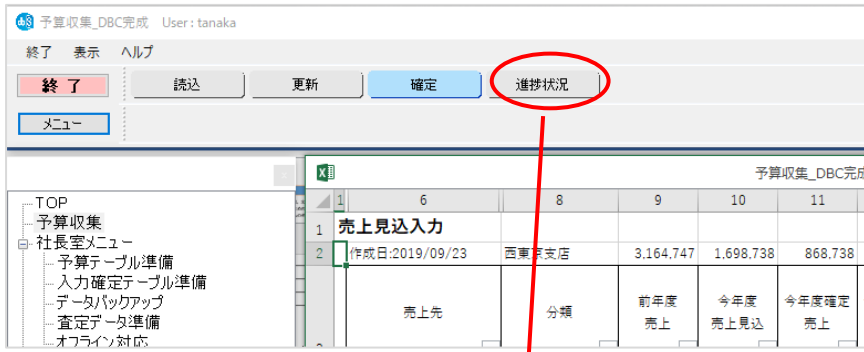 予算収集_DBC完成 User : tanaka
終了 表示 ヘルプ
終 了 読込 更新 確定 進捗状況
メニュー
予算収集_DBC完成
TOP
予算収集
社長室メニュー
予算テーブル準備
入力確定テーブル準備
データバックアップ
査定データ準備
オフライン対応
1 6 8 9 10 11
1 売上見込入力
2 作成日:2019/09/23 西東京支店 3,164,747 1,698,738 868,738
売上先 分類 前年度 今年度 今年度確定
売上 売上見込 売上